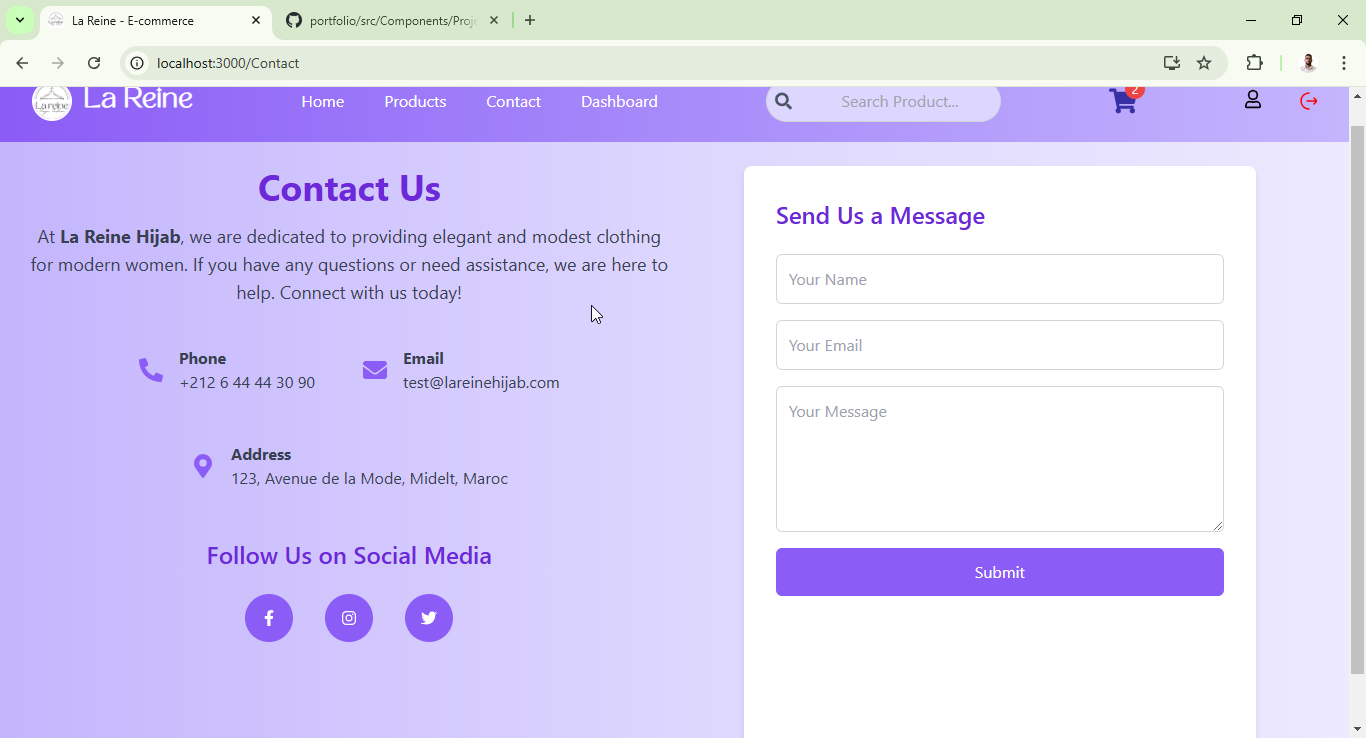 La Reine - E-commerce
portfolio/src/Components/Proje
localhost:3000/Contact
La reine
La Reine
Home
Products
Contact
Dashboard
Search Product...
2
Contact Us
At La Reine Hijab, we are dedicated to providing elegant and modest clothing
for modern women. If you have any questions or need assistance, we are here to
help. Connect with us today!
Phone
+212 6 44 44 30 90
Email
test@lareinehijab.com
Address
123, Avenue de la Mode, Midelt, Maroc
Follow Us on Social Media
Send Us a Message
Your Name
Your Email
Your Message
Submit